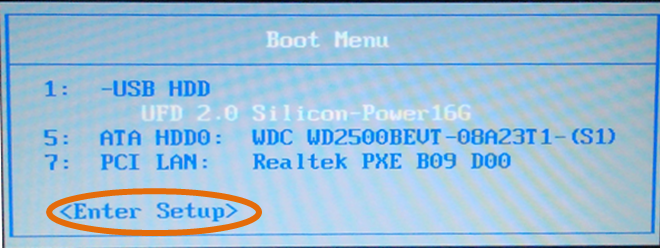 Boot Menu
1: -USB HDD
UFD 2.0 Silicon-Power16G
5: ATA HDD0: WDC WD2500BEVT-08A23T1-(S1)
7: PCI LAN: Realtek PXE B09 D00
<Enter Setup>